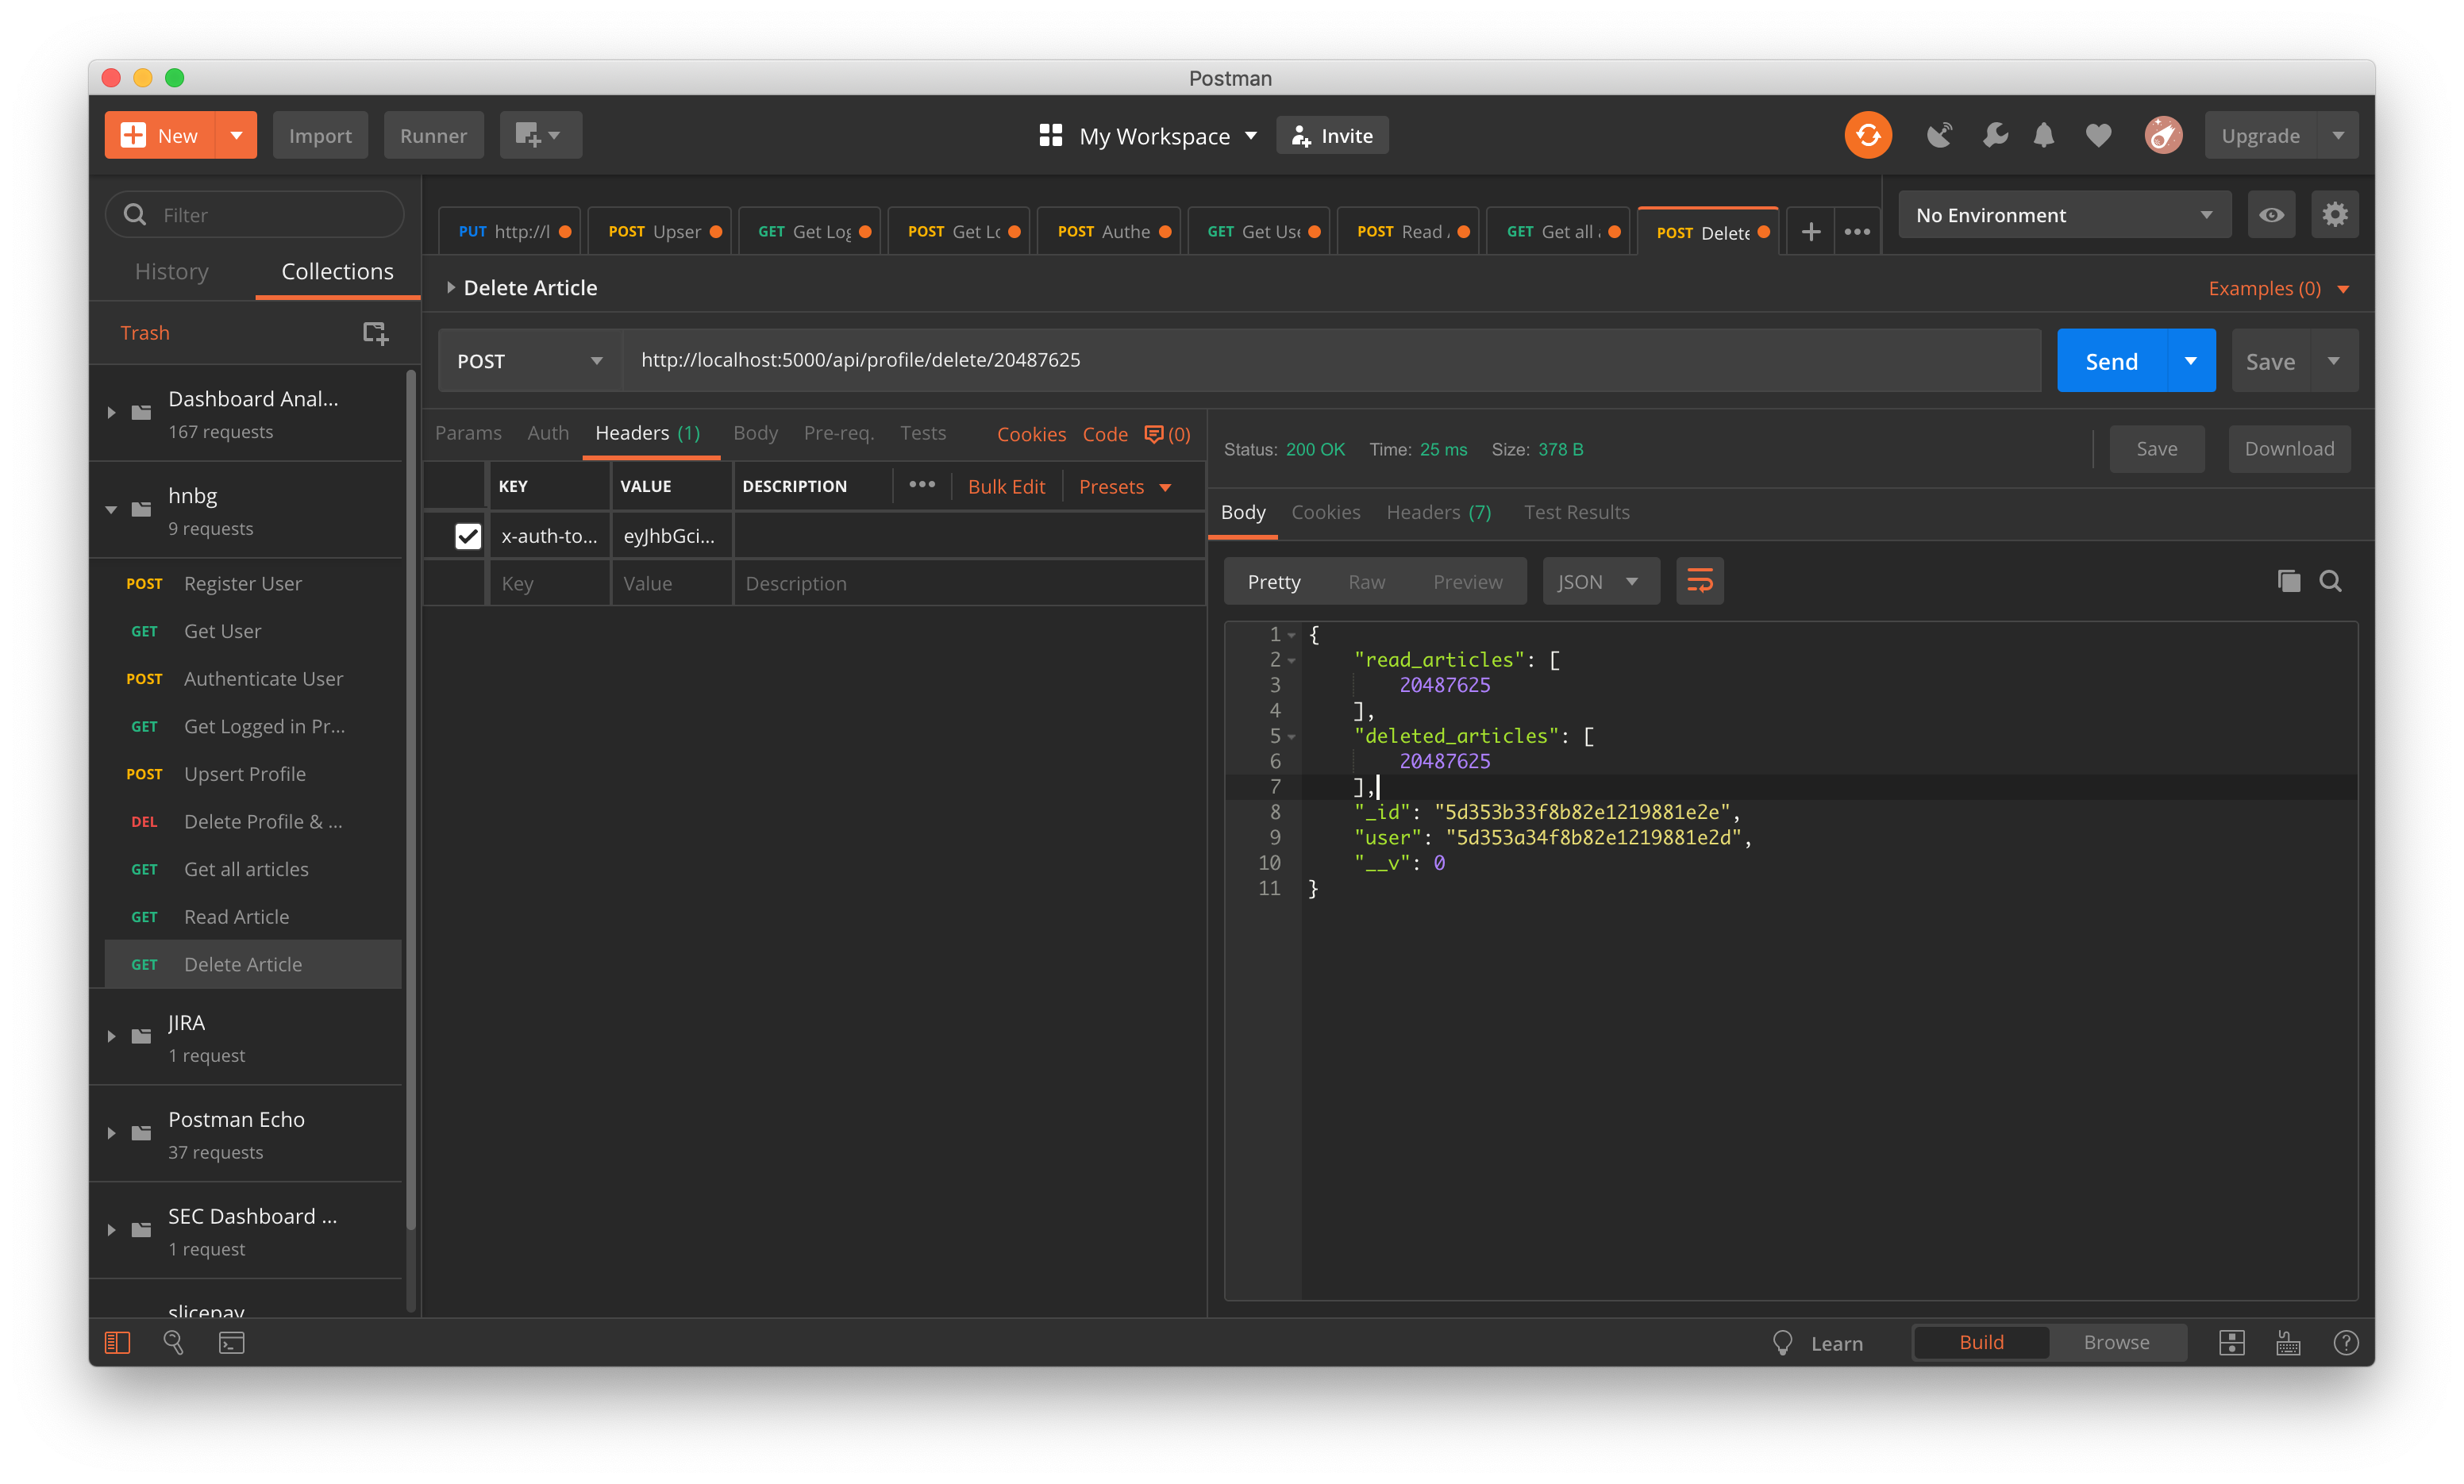 Postman
New
Import
Runner
My Workspace
Invite
Upgrade
Filter
History
Collections
Trash
Dashboard Anal...
167 requests
hnbg
9 requests
POST Register User
GET Get User
POST Authenticate User
GET Get Logged in Pr...
POST Upsert Profile
DEL Delete Profile & ...
GET Get all articles
GET Read Article
GET Delete Article
JIRA
1 request
Postman Echo
37 requests
SEC Dashboard ...
1 request
slicepay
PUT http://l
POST Upser
GET Get Log
POST Get Lo
POST Authe
GET Get Use
POST Read
GET Get all
POST Delete
No Environment
Delete Article
Examples (0)
POST
http://localhost:5000/api/profile/delete/20487625
Send
Save
Params Auth Headers (1) Body Pre-req. Tests Cookies Code (0)
KEY VALUE DESCRIPTION ••• Bulk Edit Presets
x-auth-to... eyJhbGci...
Key Value Description
Status: 200 OK Time: 25 ms Size: 378 B Save Download
Body Cookies Headers (7) Test Results
Pretty Raw Preview JSON
1 {
2 "read_articles": [
3 20487625
4 ],
5 "deleted_articles": [
6 20487625
7 ],
8 "_id": "5d353b33f8b82e1219881e2e",
9 "user": "5d353a34f8b82e1219881e2d",
10 "__v": 0
11 }
Learn
Build
Browse